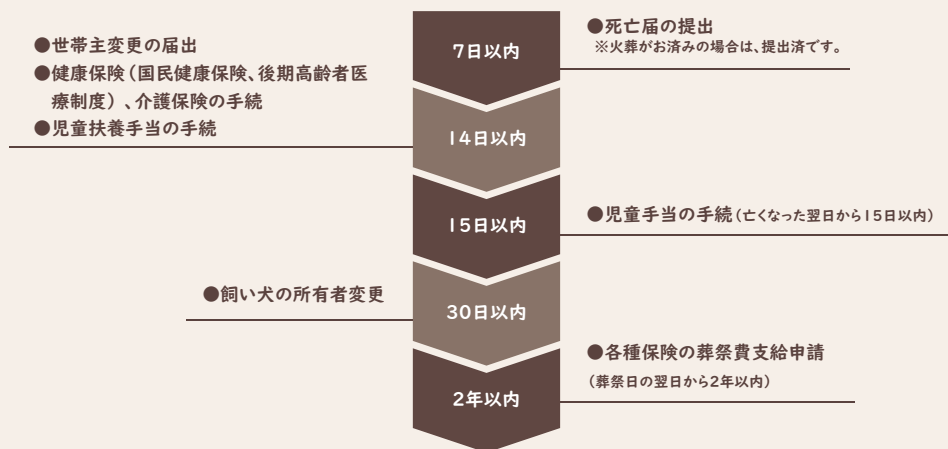 7日以内
●死亡届の提出
※火葬がお済みの場合は、提出済です。
●世帯主変更の届出
●健康保険(国民健康保険、後期高齢者医
療制度)、介護保険の手続
●児童扶養手当の手続
14日以内
15日以内
●児童手当の手続(亡くなった翌日から15日以内)
●飼い犬の所有者変更
30日以内
●各種保険の葬祭費支給申請
(葬祭日の翌日から2年以内)
2年以内